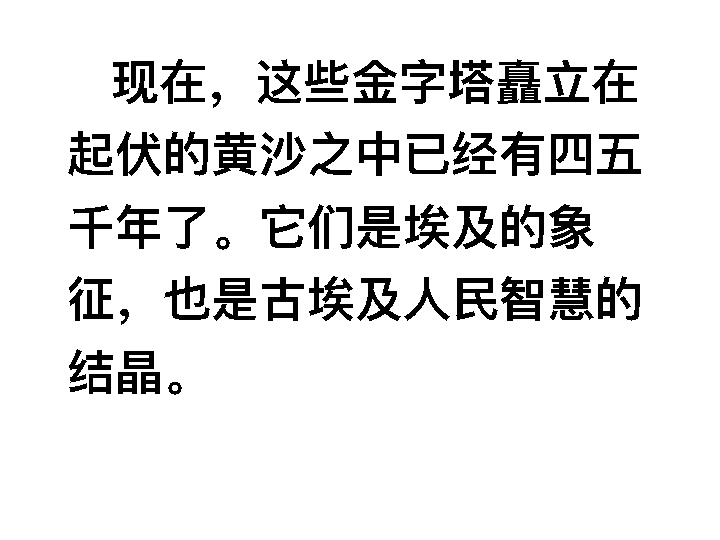 现在，这些金字塔矗立在
起伏的黄沙之中已经有四五
千年了。它们是埃及的象
征，也是古埃及人民智慧的
结晶。